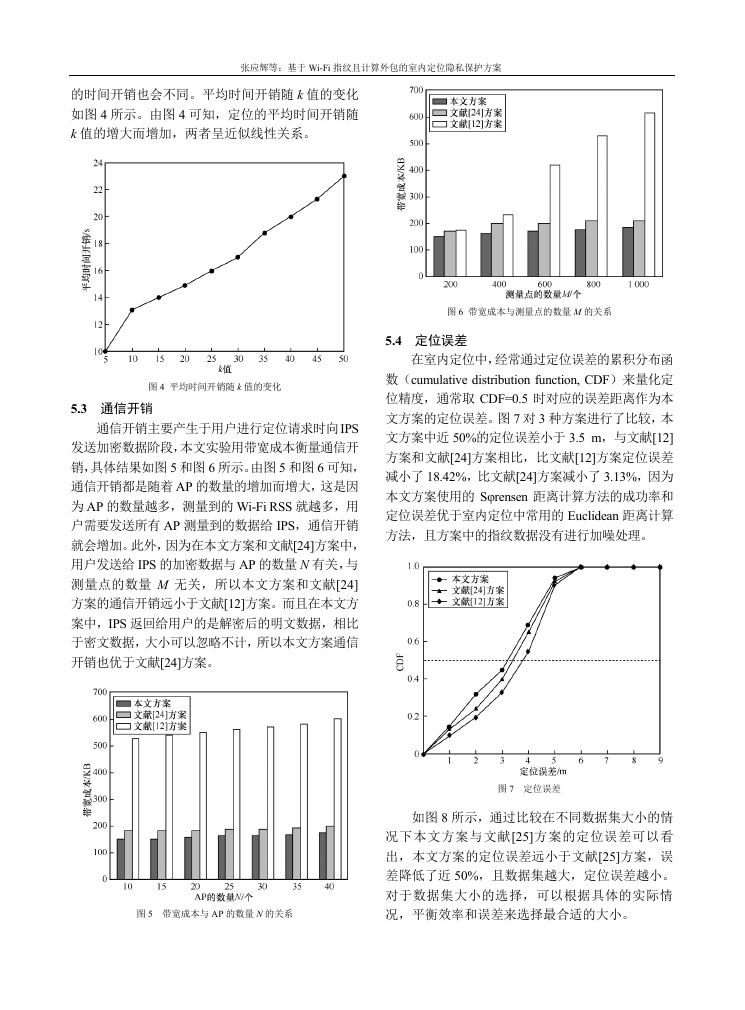 张应辉等：基于 Wi-Fi 指纹且计算外包的室内定位隐私保护方案
的时间开销也会不同。平均时间开销随 k 值的变化
如图 4 所示。由图 4 可知，定位的平均时间开销随
k 值的增大而增加，两者呈近似线性关系。
24
22
20
18
16
14
12
10
平均时间开销/s
5 10 15 20 25 30 35 40 45 50
k值
图 4 平均时间开销随 k 值的变化
5.3 通信开销
通信开销主要产生于用户进行定位请求时向 IPS
发送加密数据阶段，本文实验用带宽成本衡量通信开
销，具体结果如图 5 和图 6 所示。由图 5 和图 6 可知，
通信开销都是随着 AP 的数量的增加而增大，这是因
为 AP 的数量越多，测量到的 Wi-Fi RSS 就越多，用
户需要发送所有 AP 测量到的数据给 IPS，通信开销
就会增加。此外，因为在本文方案和文献[24]方案中，
用户发送给 IPS 的加密数据与 AP 的数量 N 有关，与
测量点的数量 M 无关，所以本文方案和文献[24]
方案的通信开销远小于文献[12]方案。而且在本文方
案中，IPS 返回给用户的是解密后的明文数据，相比
于密文数据，大小可以忽略不计，所以本文方案通信
开销也优于文献[24]方案。
700
600
500
400
300
200
100
0
带宽成本/KB
本文方案
文献[24]方案
文献[12]方案
10 15 20 25 30 35 40
AP的数量N/个
图 5 带宽成本与 AP 的数量 N 的关系
700
600
500
400
300
200
100
0
带宽成本/KB
本文方案
文献[24]方案
文献[12]方案
200 400 600 800 1 000
测量点的数量M/个
图 6 带宽成本与测量点的数量 M 的关系
5.4 定位误差
在室内定位中，经常通过定位误差的累积分布函
数（cumulative distribution function, CDF）来量化定
位精度，通常取 CDF=0.5 时对应的误差距离作为本
文方案的定位误差。图 7 对 3 种方案进行了比较，本
文方案中近 50%的定位误差小于 3.5 m，与文献[12]
方案和文献[24]方案相比，比文献[12]方案定位误差
减小了 18.42%，比文献[24]方案减小了 3.13%，因为
本文方案使用的 Sørensen 距离计算方法的成功率和
定位误差优于室内定位中常用的 Euclidean 距离计算
方法，且方案中的指纹数据没有进行加噪处理。
1.0
0.8
0.6
0.4
0.2
0
CDF
本文方案
文献[24]方案
文献[12]方案
1 2 3 4 5 6 7 8 9
定位误差/m
图 7 定位误差
如图 8 所示，通过比较在不同数据集大小的情
况下本文方案与文献[25]方案的定位误差可以看
出，本文方案的定位误差远小于文献[25]方案，误
差降低了近 50%，且数据集越大，定位误差越小。
对于数据集大小的选择，可以根据具体的实际情
况，平衡效率和误差来选择最合适的大小。